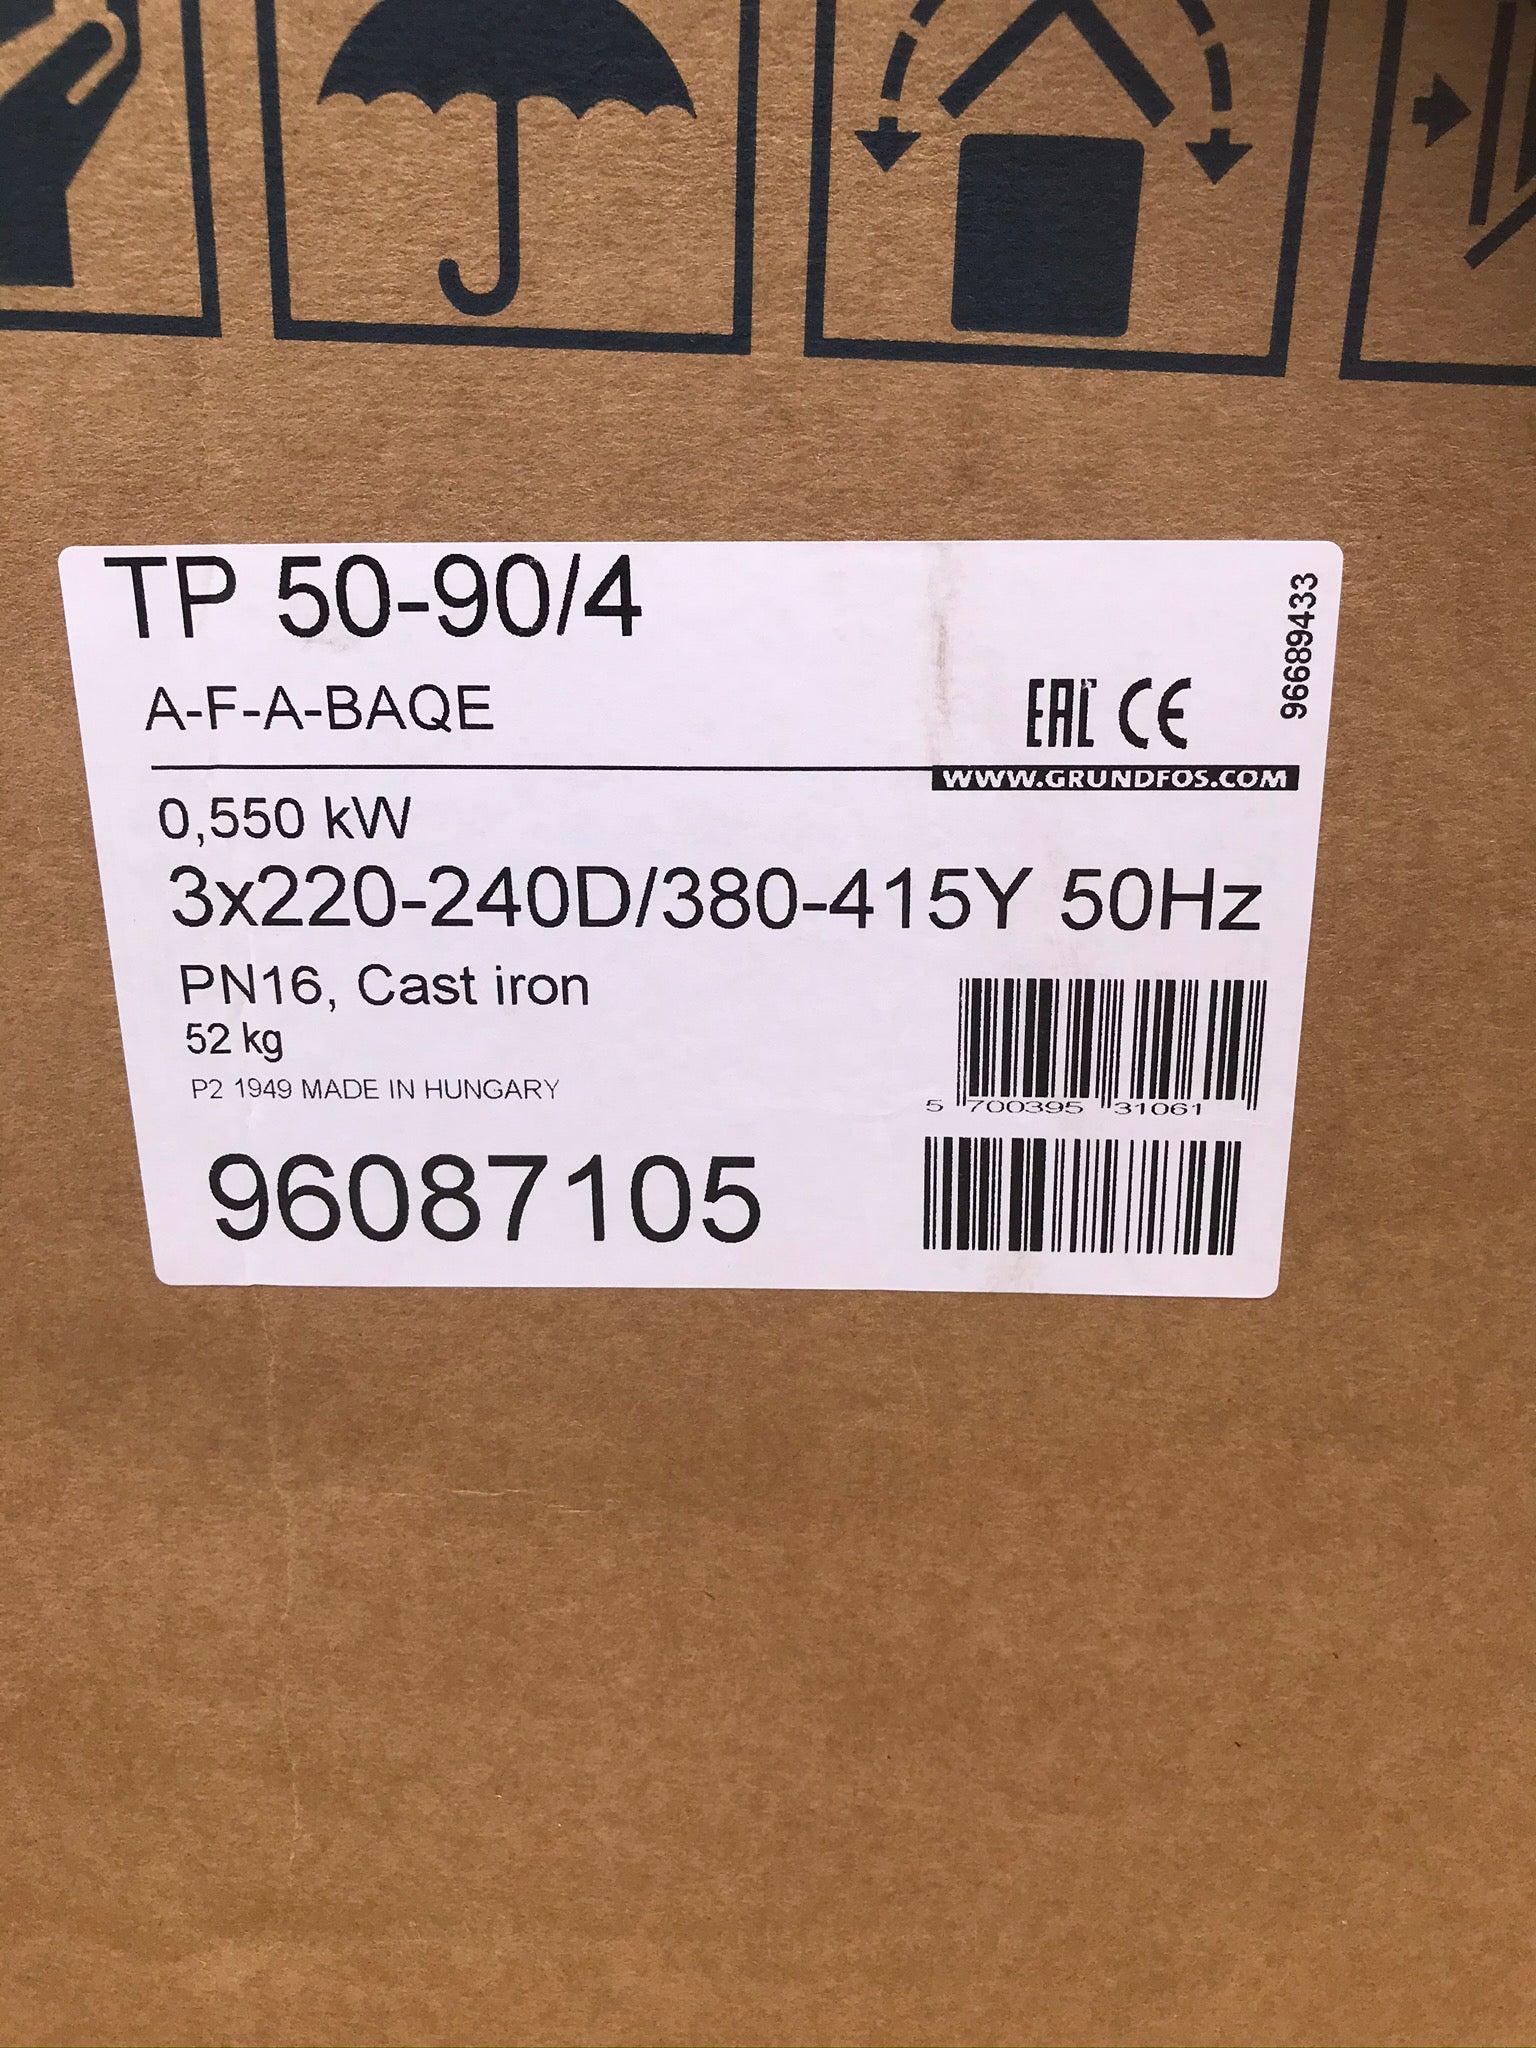 TP 50-90/4
A-F-A-BAQE
EAC CE
96689433
WWW.GRUNDFOS.COM
0,550 kW
3x220-240D/380-415Y 50Hz
PN16, Cast iron
52 kg
P2 1949 MADE IN HUNGARY
5 700395 31061
96087105